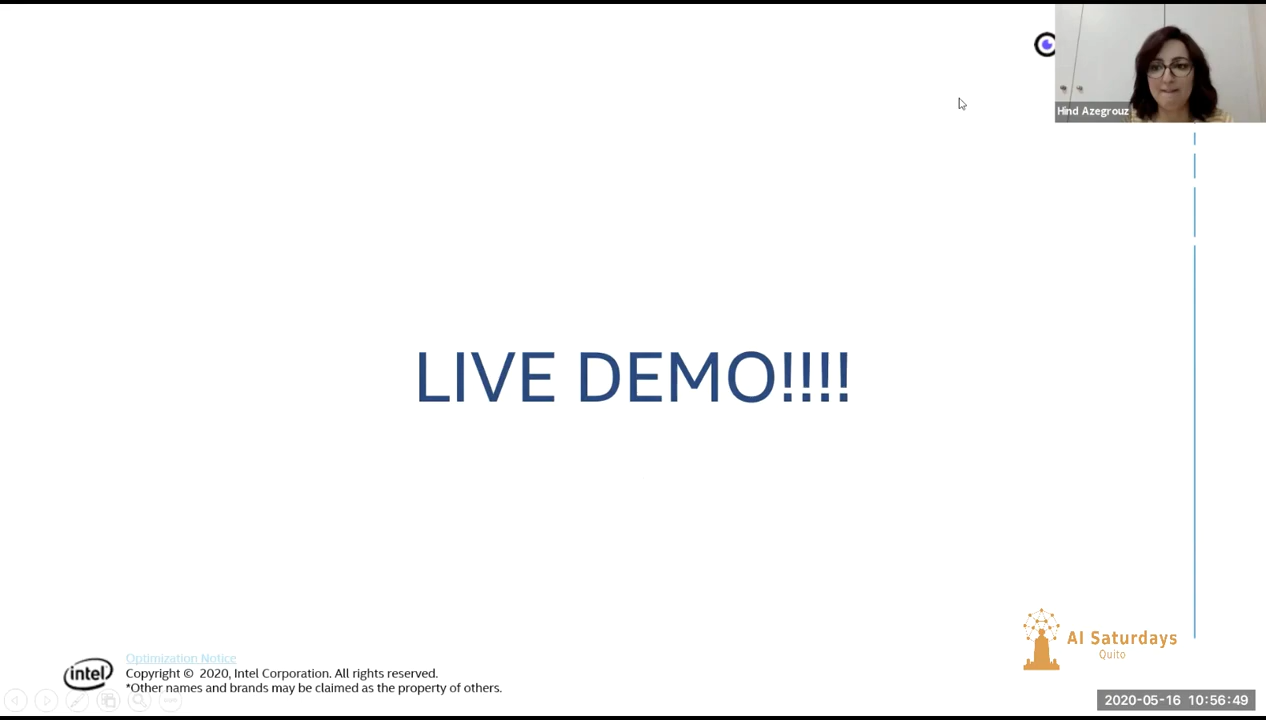 Hind Azegrouz
LIVE DEMO!!!!
AI Saturdays
Quito
intel
Optimization Notice
Copyright © 2020, Intel Corporation. All rights reserved.
*Other names and brands may be claimed as the property of others.
2020-05-16 10:56:49